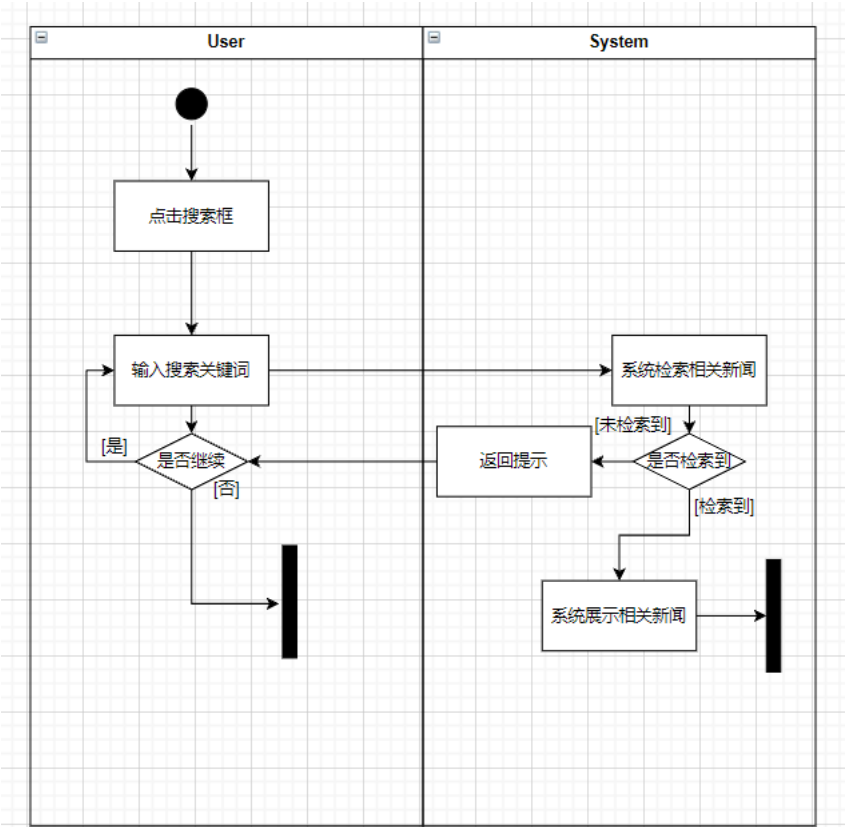 User
System
点击搜索框
输入搜索关键词
系统检索相关新闻
[未检索到]
[是]
是否继续
返回提示
是否检索到
[否]
[检索到]
系统展示相关新闻